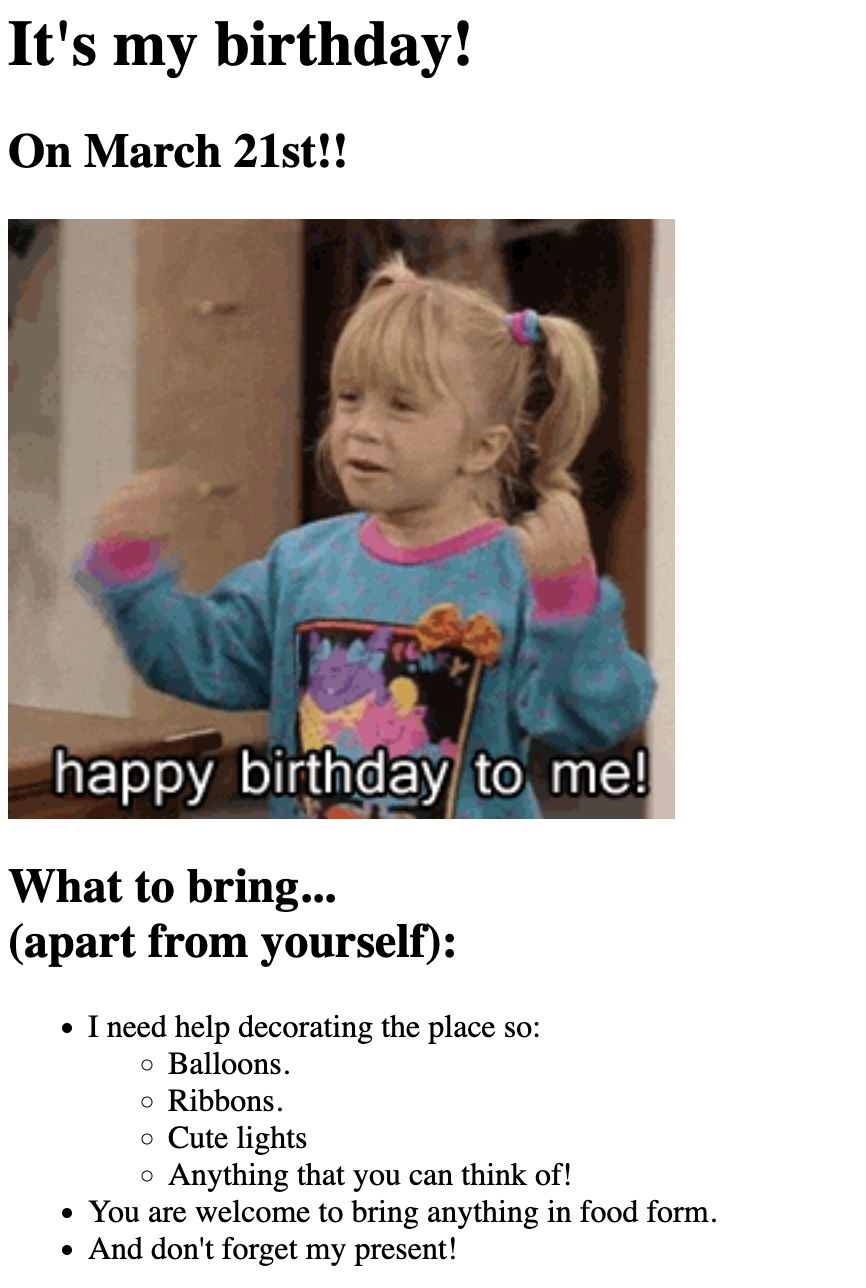 It's my birthday!
On March 21st!!
happy birthday to me!
What to bring...
(apart from yourself):
• I need help decorating the place so:
◦ Balloons.
◦ Ribbons.
◦ Cute lights
◦ Anything that you can think of!
• You are welcome to bring anything in food form.
• And don't forget my present!